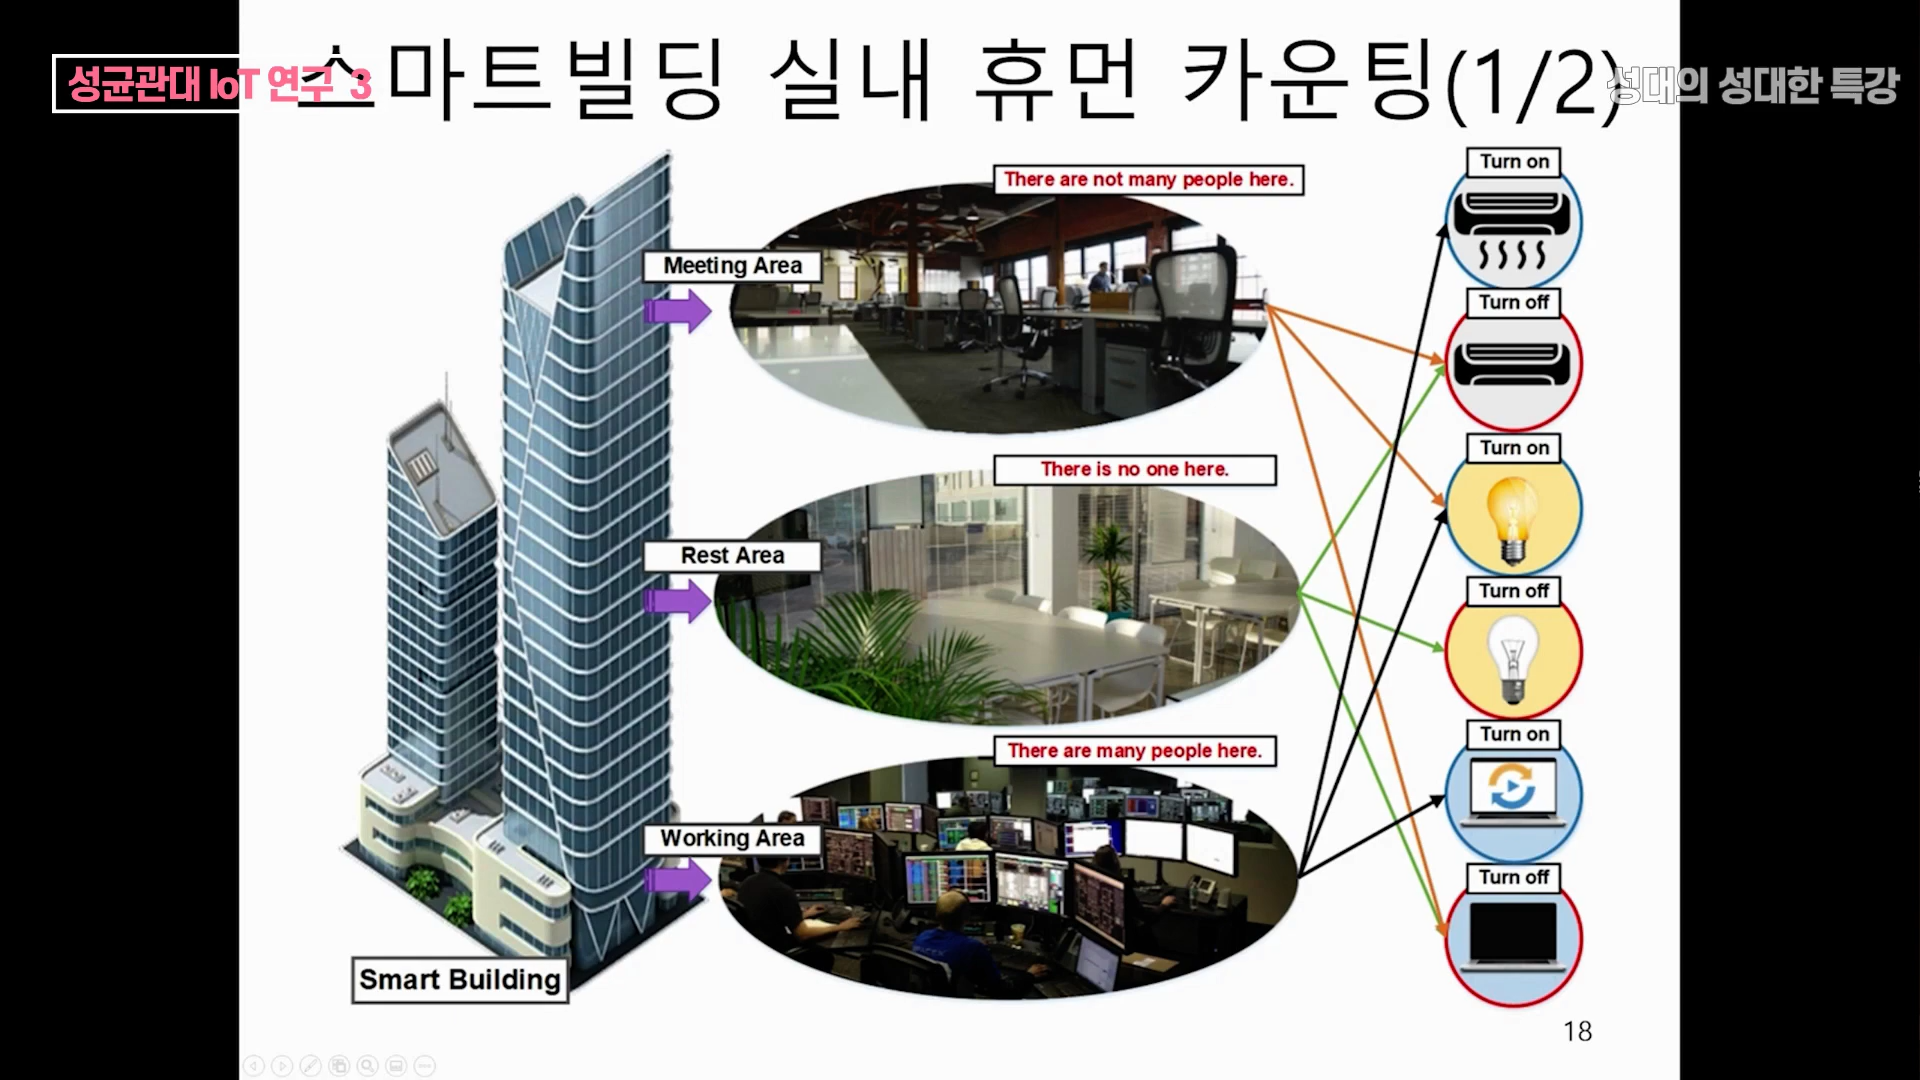 성균관대 IoT 연구 3
스마트빌딩 실내 휴먼 카운팅(1/2)
성대의 성대한 특강
There are not many people here.
Meeting Area
There is no one here.
Rest Area
There are many people here.
Working Area
Smart Building
Turn on
Turn off
Turn on
Turn off
Turn on
Turn off
18